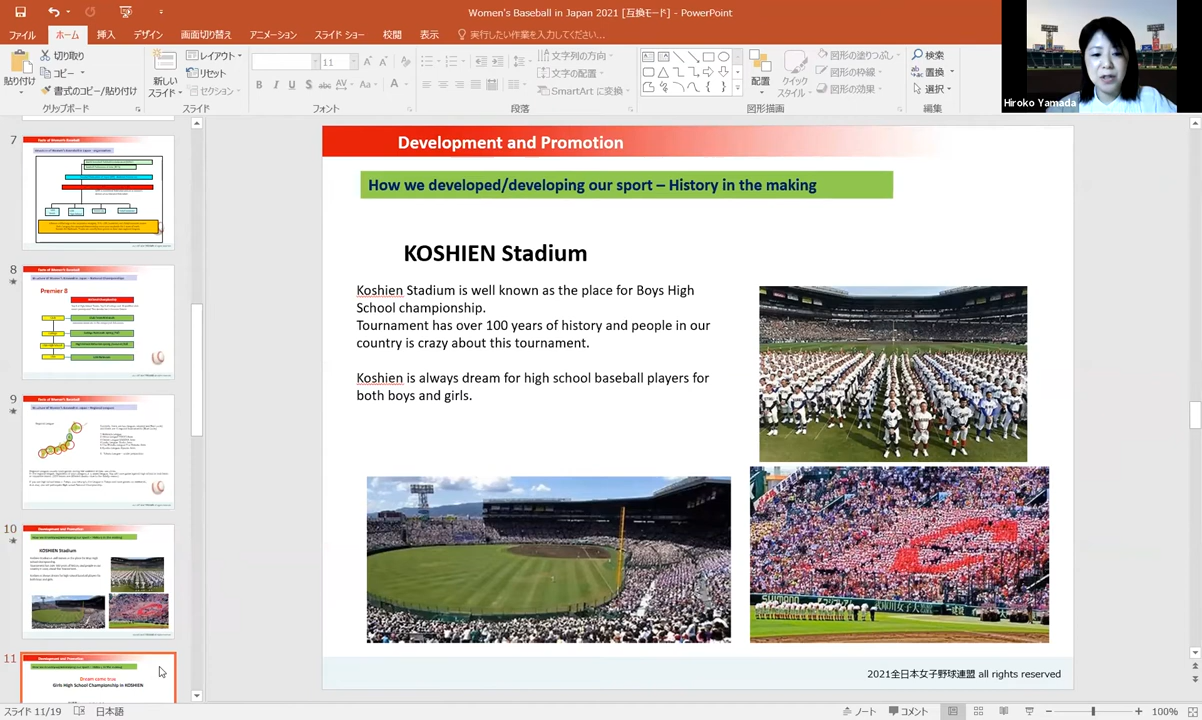 Women's Baseball in Japan 2021 [互換モード] - PowerPoint
ファイル ホーム 挿入 デザイン 画面切り替え アニメーション スライド ショー 校閲 表示 実行したい作業を入力してください...
貼り付け
切り取り
コピー
書式のコピー/貼り付け
クリップボード
新しい
スライド
レイアウト
リセット
セクション
スライド
11
フォント
文字列の方向
文字の配置
SmartArt に変換
段落
配置
クイック
スタイル
図形の塗りつぶし
図形の枠線
図形の効果
図形描画
検索
置換
選択
編集
Hiroko Yamada
7
8
Premier 8
9
10
Development and Promotion
KOSHIEN Stadium
11
Development and Promotion
Dream came true
Girls High School Championship in KOSHIEN
Development and Promotion
How we developed/developing our sport – History in the making
KOSHIEN Stadium
Koshien Stadium is well known as the place for Boys High
School championship.
Tournament has over 100 years of history and people in our
country is crazy about this tournament.
Koshien is always dream for high school baseball players for
both boys and girls.
SHIMANO
2021全日本女子野球連盟 all rights reserved
スライド 11/19 日本語
ノート コメント 100%